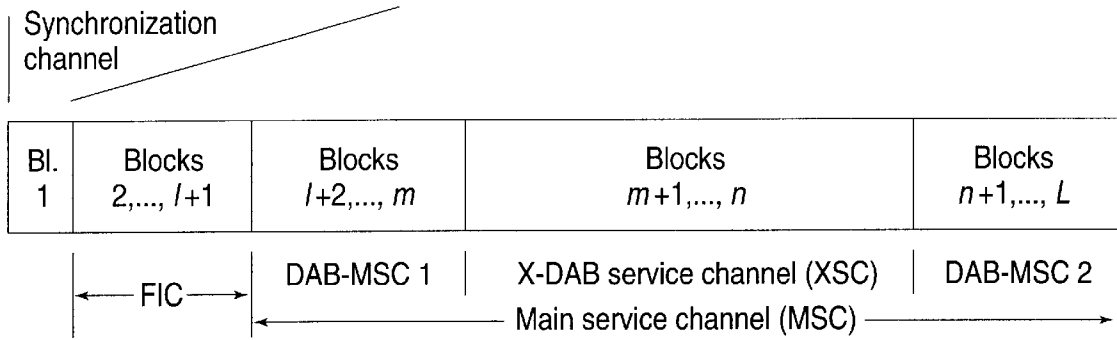 Synchronization
channel
Bl.
1
Blocks
2,..., l+1
Blocks
l+2,..., m
Blocks
m+1,..., n
Blocks
n+1,..., L
DAB-MSC 1
X-DAB service channel (XSC)
DAB-MSC 2
FIC
Main service channel (MSC)